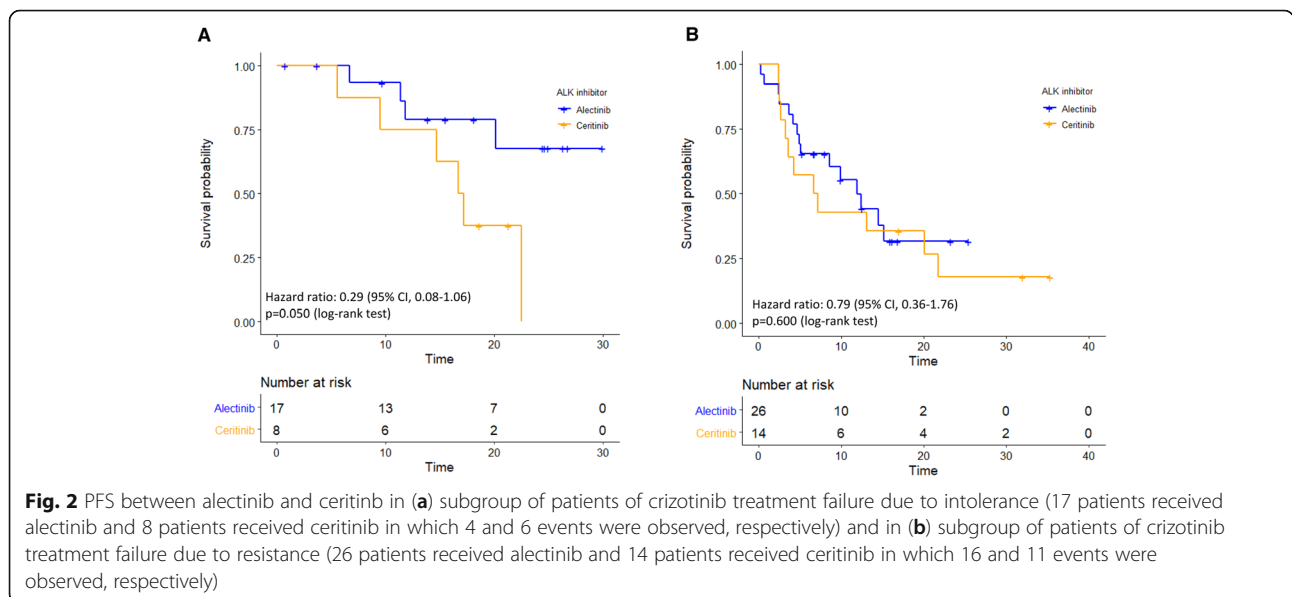 A
1.00
0.75
0.50
0.25
0.00
Survival probability
ALK inhibitor
Alectinib
Ceritinib
Hazard ratio: 0.29 (95% CI, 0.08-1.06)
p=0.050 (log-rank test)
0 10 20 30
Time
Number at risk
Alectinib 17 13 7 0
Ceritinib 8 6 2 0
0 10 20 30
Time
B
1.00
0.75
0.50
0.25
0.00
Survival probability
ALK inhibitor
Alectinib
Ceritinib
Hazard ratio: 0.79 (95% CI, 0.36-1.76)
p=0.600 (log-rank test)
0 10 20 30 40
Time
Number at risk
Alectinib 26 10 2 0 0
Ceritinib 14 6 4 2 0
0 10 20 30 40
Time
Fig. 2 PFS between alectinib and ceritinb in (a) subgroup of patients of crizotinib treatment failure due to intolerance (17 patients received
alectinib and 8 patients received ceritinib in which 4 and 6 events were observed, respectively) and in (b) subgroup of patients of crizotinib
treatment failure due to resistance (26 patients received alectinib and 14 patients received ceritinib in which 16 and 11 events were
observed, respectively)